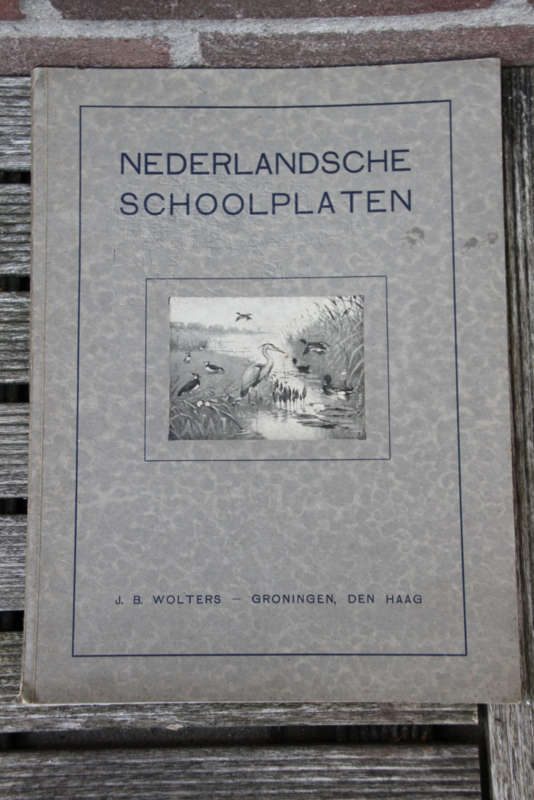 NEDERLANDSCHE
SCHOOLPLATEN
J. B. WOLTERS — GRONINGEN, DEN HAAG